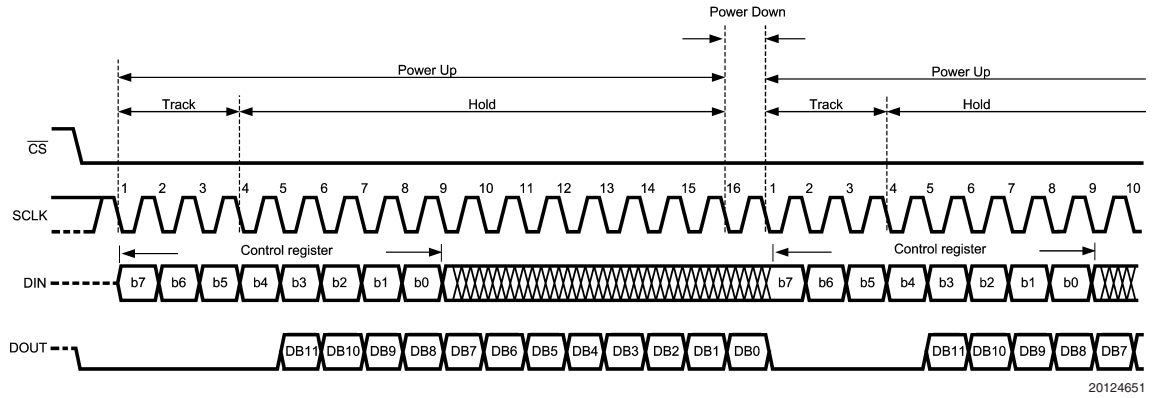 Power Down
Power Up Power Up
Track Hold Track Hold
CS
1 2 3 4 5 6 7 8 9 10 11 12 13 14 15 16 1 2 3 4 5 6 7 8 9 10
SCLK
Control register Control register
DIN b7 b6 b5 b4 b3 b2 b1 b0 b7 b6 b5 b4 b3 b2 b1 b0
DOUT DB11 DB10 DB9 DB8 DB7 DB6 DB5 DB4 DB3 DB2 DB1 DB0 DB11 DB10 DB9 DB8 DB7
20124651